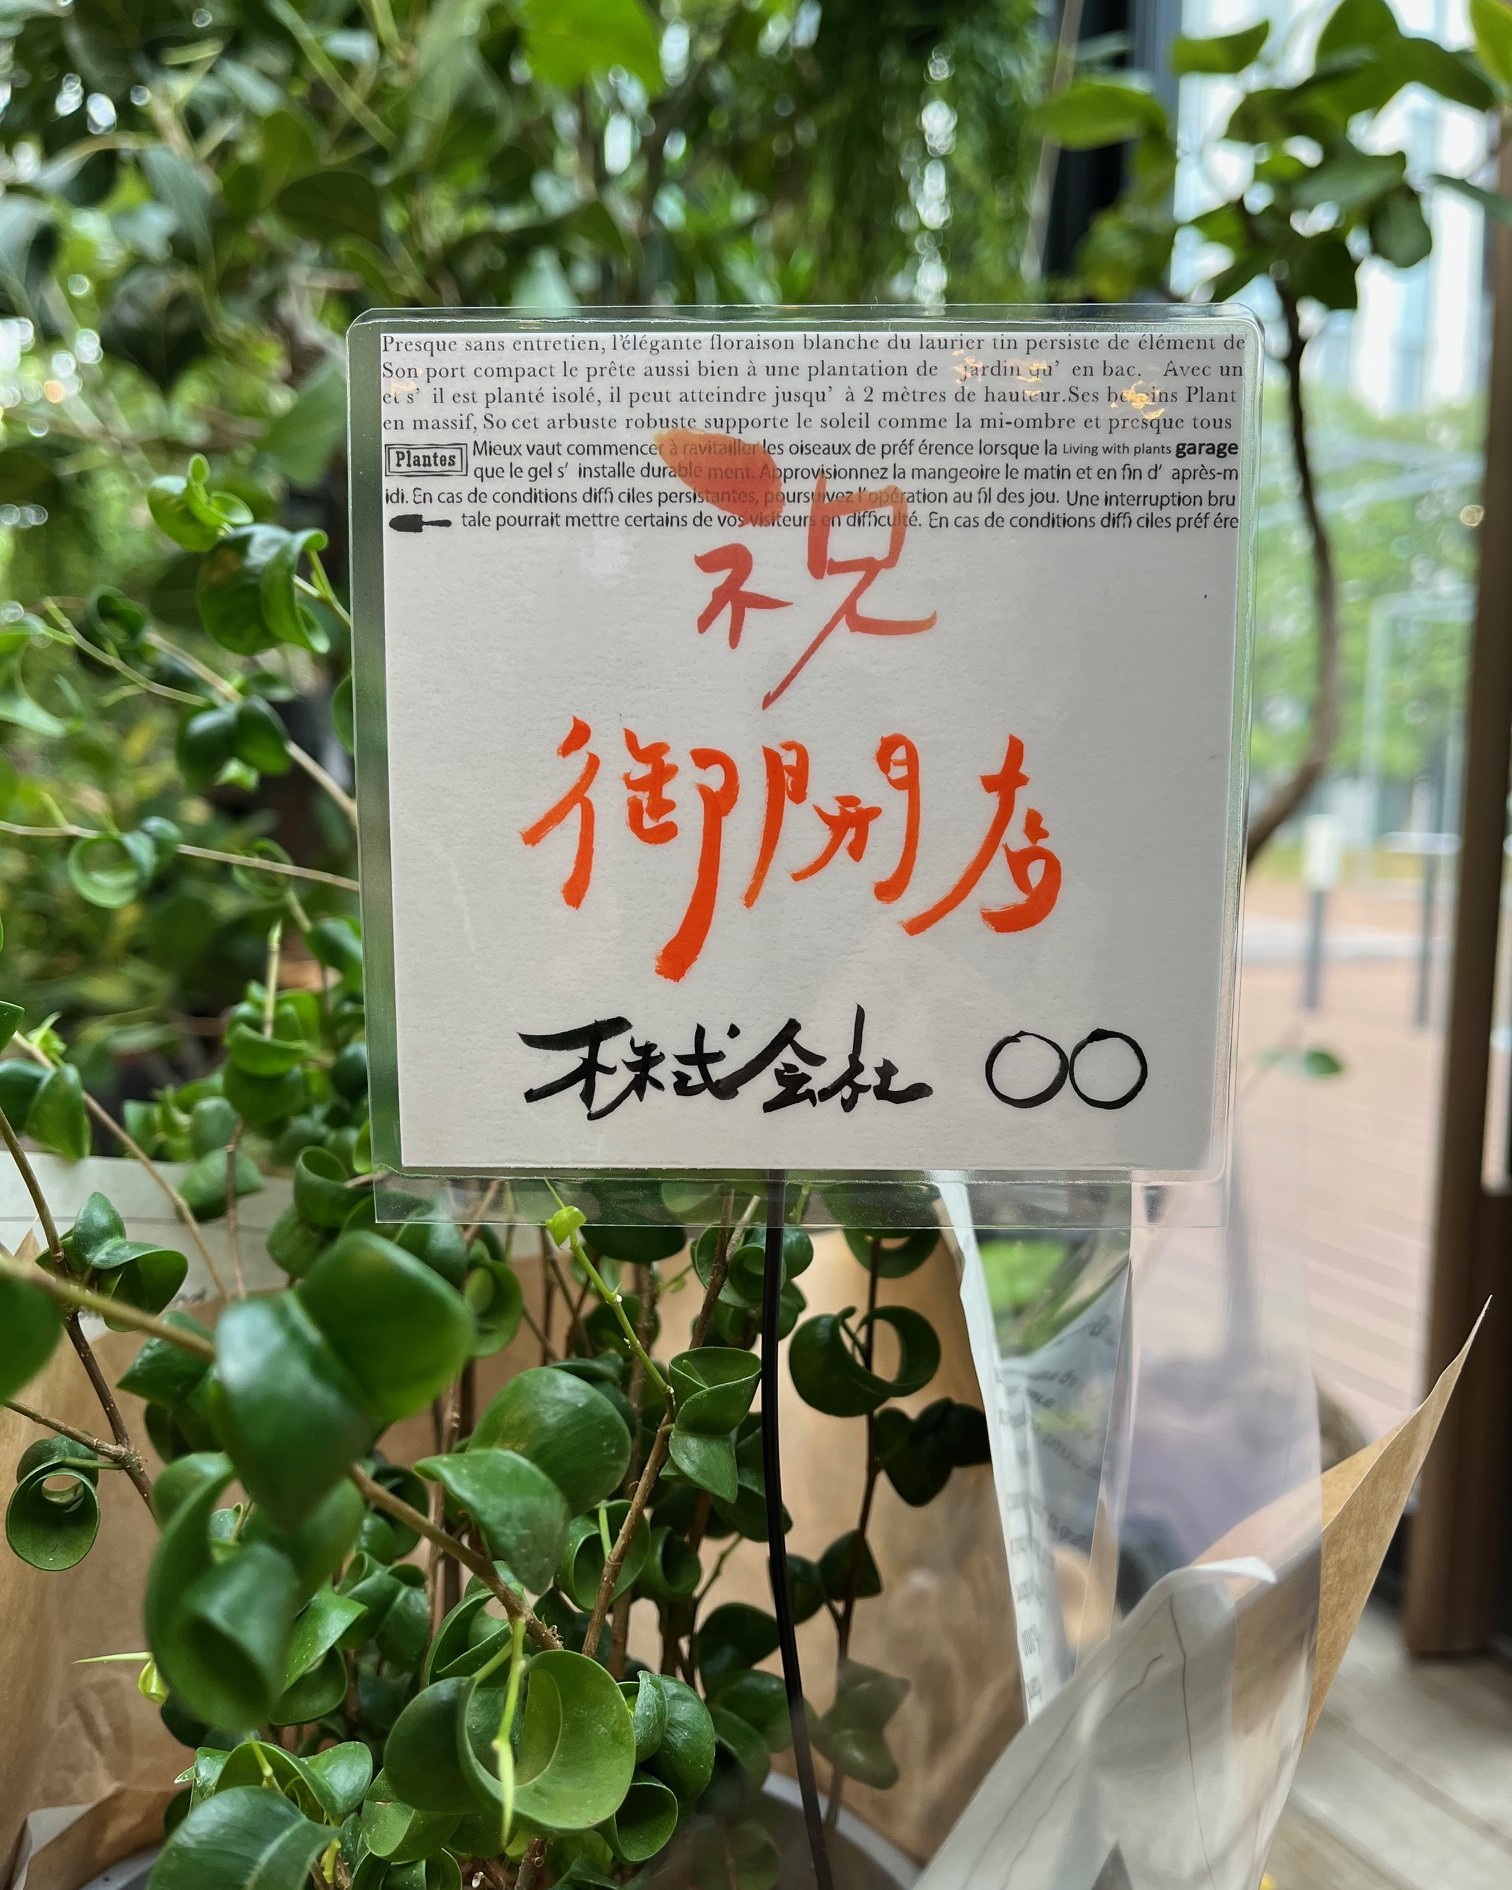 Presque sans entretien, l'élégante floraison blanche du laurier tin persiste de élément de
Son port compact le prête aussi bien à une plantation de jardin qu' en bac. Avec un
et s' il est planté isolé, il peut atteindre jusqu' à 2 mètres de hauteur.Ses besoins Plant
en massif, So cet arbuste robuste supporte le soleil comme la mi-ombre et presque tous
Plantes Mieux vaut commencer à ravitailler les oiseaux de préf érence lorsque la Living with plants garage
que le gel s' installe durable ment. Approvisionnez la mangeoire le matin et en fin d' après-m
idi. En cas de conditions diffi ciles persistantes, poursuivez l'opération au fil des jou. Une interruption bru
tale pourrait mettre certains de vos visiteurs en difficulté. En cas de conditions diffi ciles préf ére
祝
御開店
株式会社 〇〇